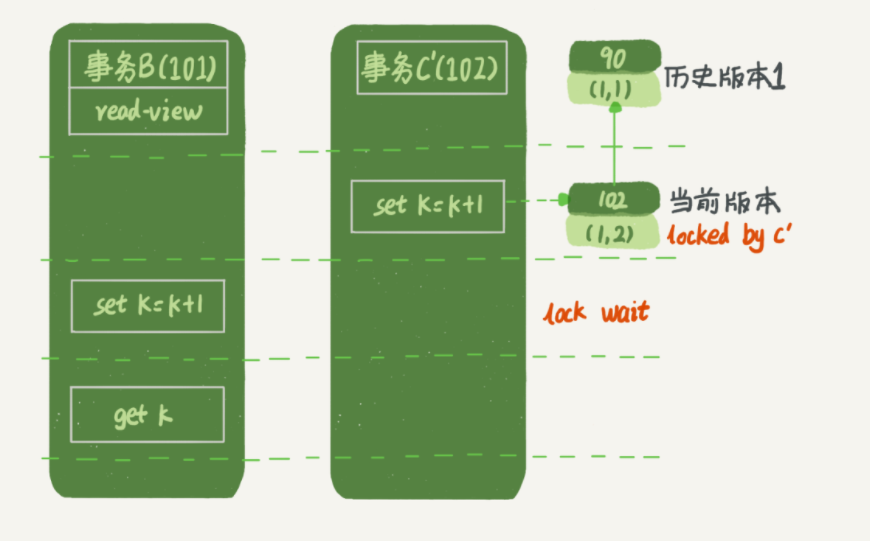 事务B(101)
read-view
set k=k+1
get k
事务C'(102)
set k=k+1
90
(1,1)
历史版本1
102
(1,2)
当前版本
locked by c'
lock wait